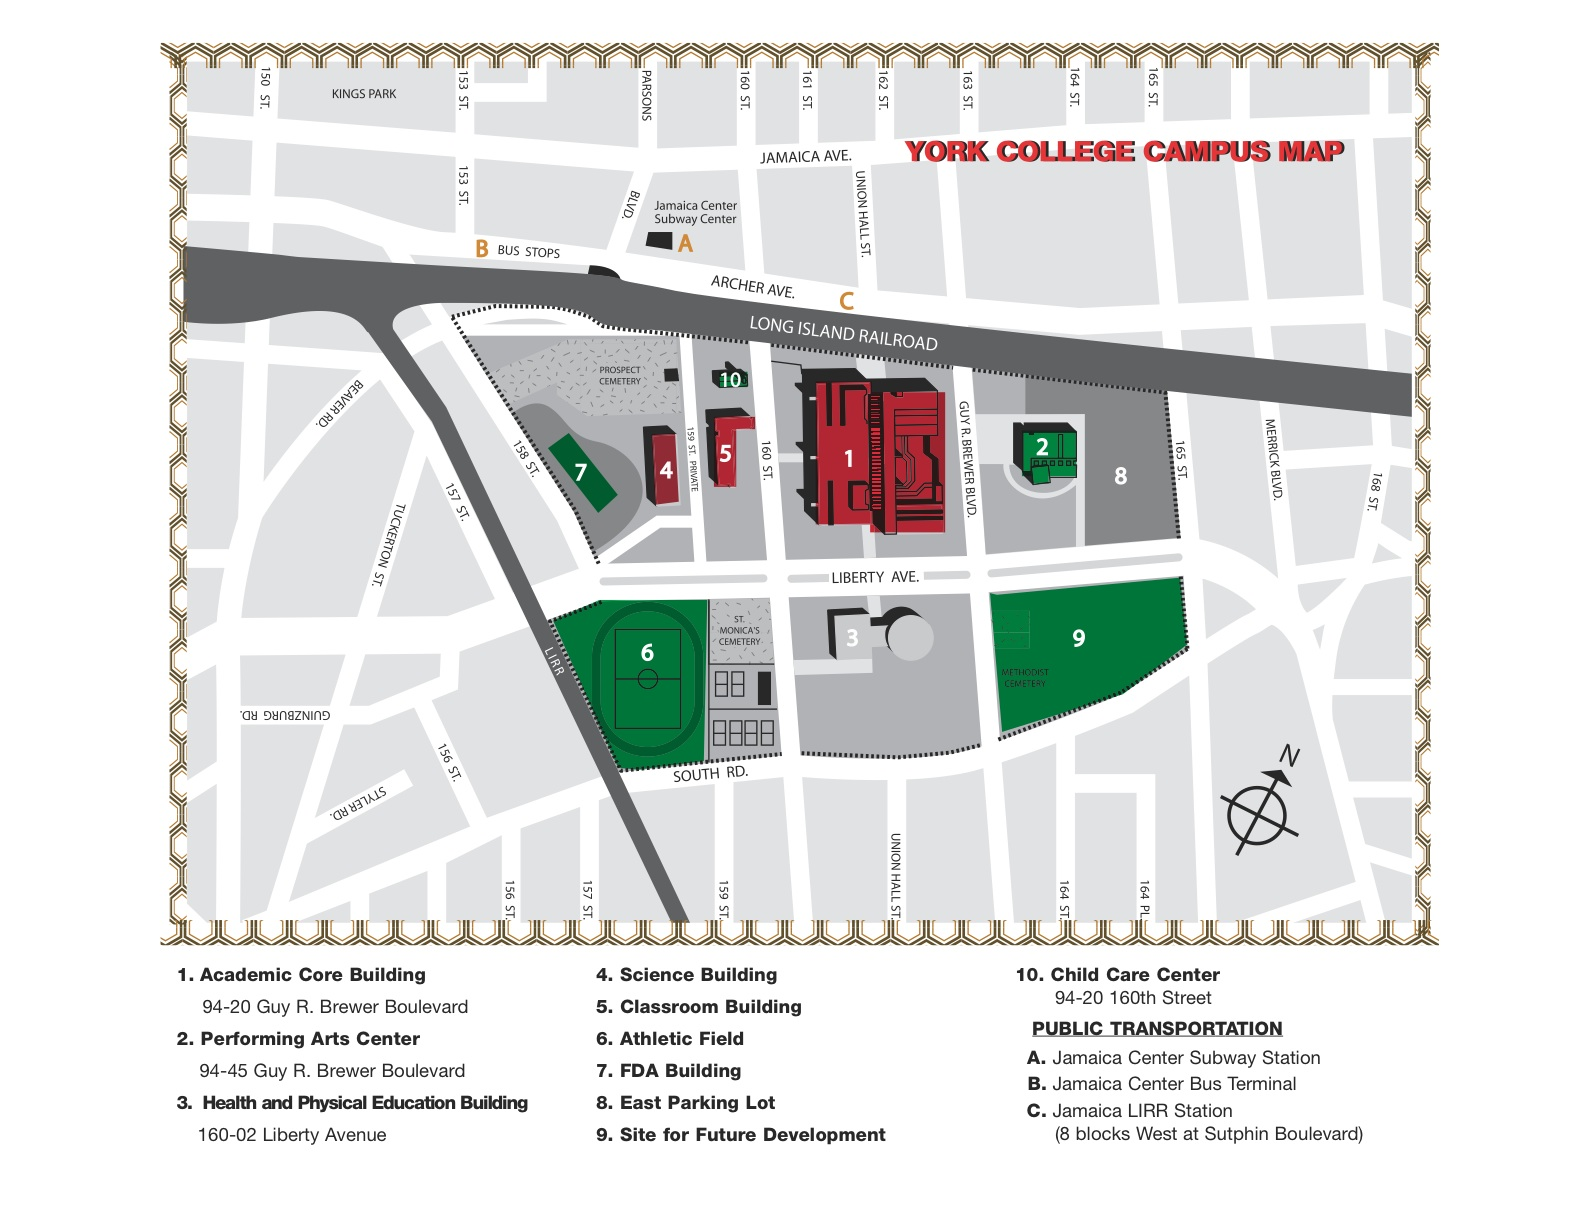 150 ST.
KINGS PARK
153 ST.
PARSONS
160 ST.
161 ST.
162 ST.
163 ST.
164 ST.
165 ST.
YORK COLLEGE CAMPUS MAP
JAMAICA AVE.
153 ST.
BLVD.
UNION HALL ST.
Jamaica Center
Subway Center
A
B BUS STOPS
ARCHER AVE.
C
LONG ISLAND RAILROAD
PROSPECT
CEMETERY
10
BEAVER RD.
158 ST.
7
4
159 ST. PRIVATE
5
160 ST.
1
GUY R. BREWER BLVD.
2
8
165 ST.
MERRICK BLVD.
168 ST.
157 ST.
TUCKERTON ST.
LIBERTY AVE.
LIRR
6
ST.
MONICA'S
CEMETERY
3
9
METHODIST
CEMETERY
GUINZBURG RD.
156 ST.
STYLER RD.
SOUTH RD.
N
156 ST.
157 ST.
159 ST.
UNION HALL ST.
164 ST.
164 PL.
1. Academic Core Building
94-20 Guy R. Brewer Boulevard
2. Performing Arts Center
94-45 Guy R. Brewer Boulevard
3. Health and Physical Education Building
160-02 Liberty Avenue
4. Science Building
5. Classroom Building
6. Athletic Field
7. FDA Building
8. East Parking Lot
9. Site for Future Development
10. Child Care Center
94-20 160th Street
PUBLIC TRANSPORTATION
A. Jamaica Center Subway Station
B. Jamaica Center Bus Terminal
C. Jamaica LIRR Station
(8 blocks West at Sutphin Boulevard)